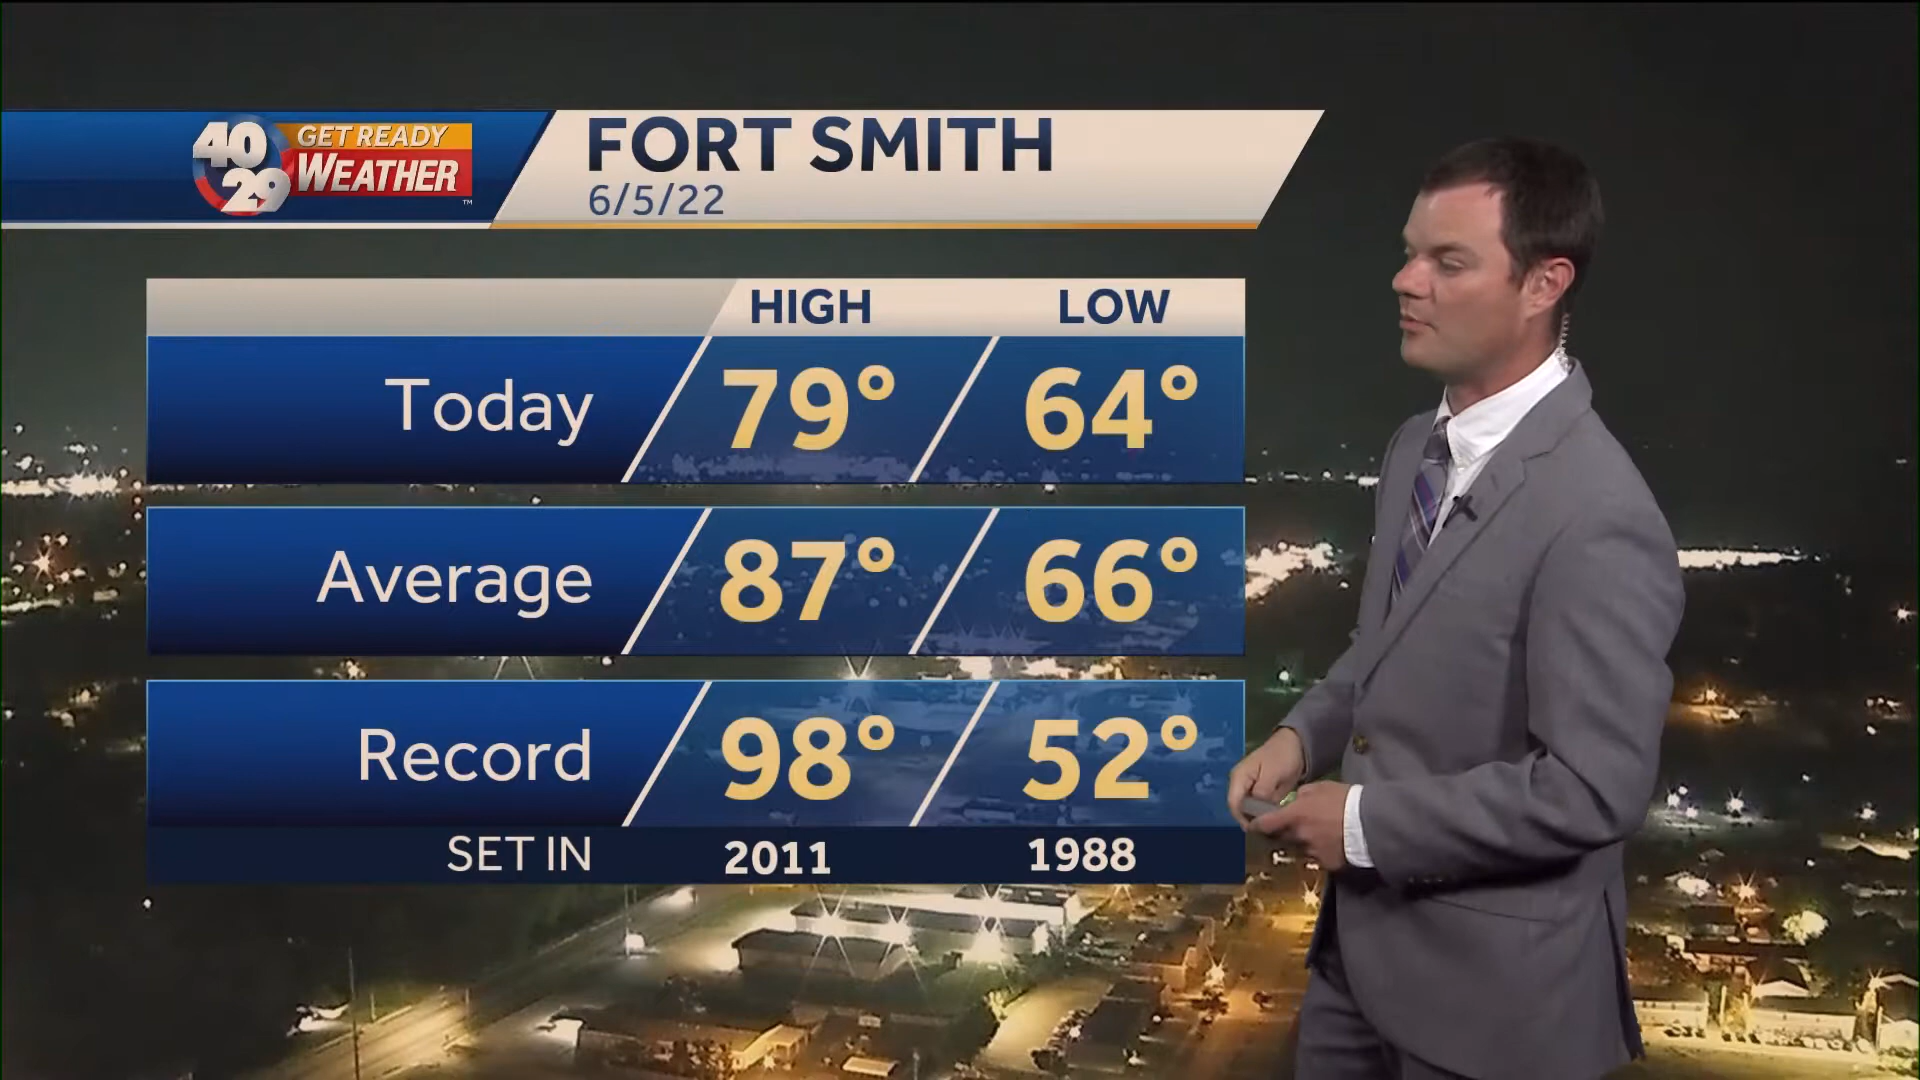 40
29
GET READY
WEATHER™
FORT SMITH
6/5/22
HIGH LOW
Today 79° 64°
Average 87° 66°
Record 98° 52°
SET IN 2011 1988